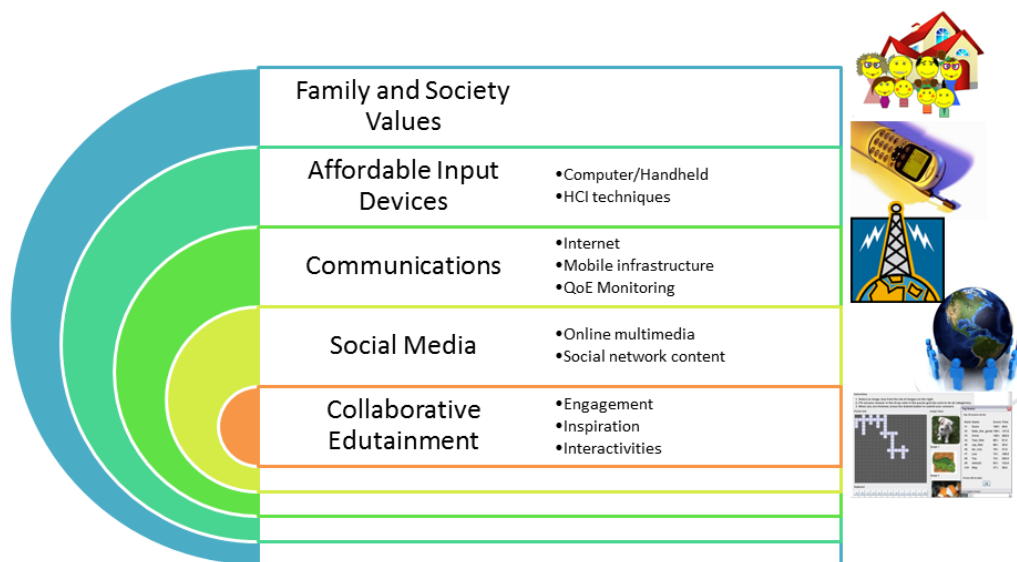 Family and Society
Values
Affordable Input
Devices
•Computer/Handheld
•HCI techniques
Communications
•Internet
•Mobile infrastructure
•QoE Monitoring
Social Media
•Online multimedia
•Social network content
Collaborative
Edutainment
•Engagement
•Inspiration
•Interactivities